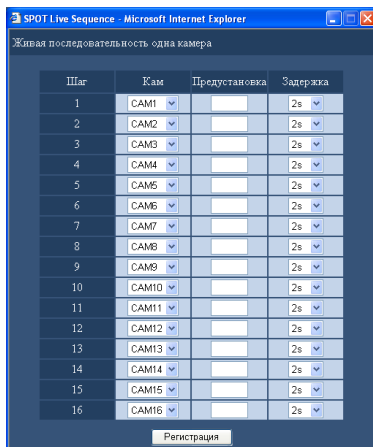 SPOT Live Sequence - Microsoft Internet Explorer
Живая последовательность одна камера
Шаг Кам Предустановка Задержка
1 CAM1 2s
2 CAM2 2s
3 CAM3 2s
4 CAM4 2s
5 CAM5 2s
6 CAM6 2s
7 CAM7 2s
8 CAM8 2s
9 CAM9 2s
10 CAM10 2s
11 CAM11 2s
12 CAM12 2s
13 CAM13 2s
14 CAM14 2s
15 CAM15 2s
16 CAM16 2s
Регистрация